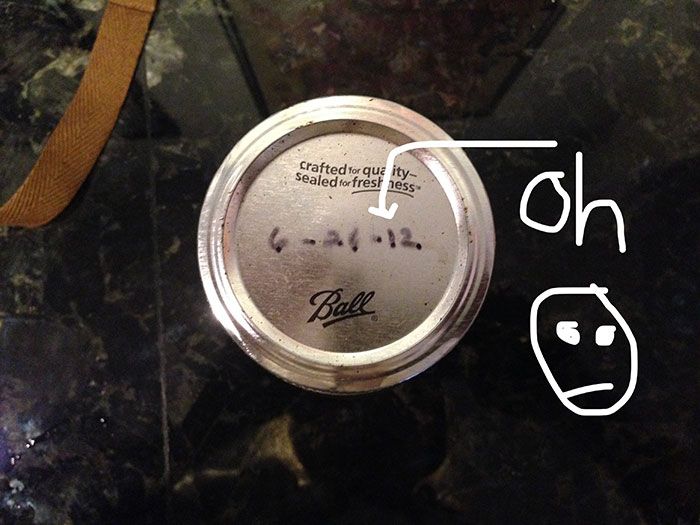 crafted for quality–
sealed for freshness™
oh
6-21-12
Ball®